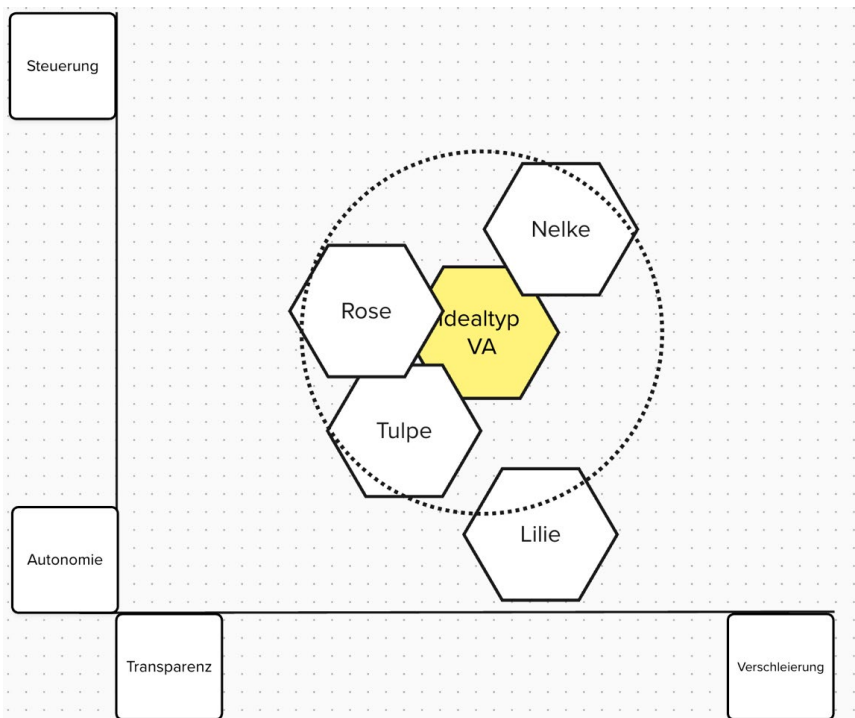 Steuerung
Nelke
Rose
Idealtyp
VA
Tulpe
Lilie
Autonomie
Transparenz
Verschleierung